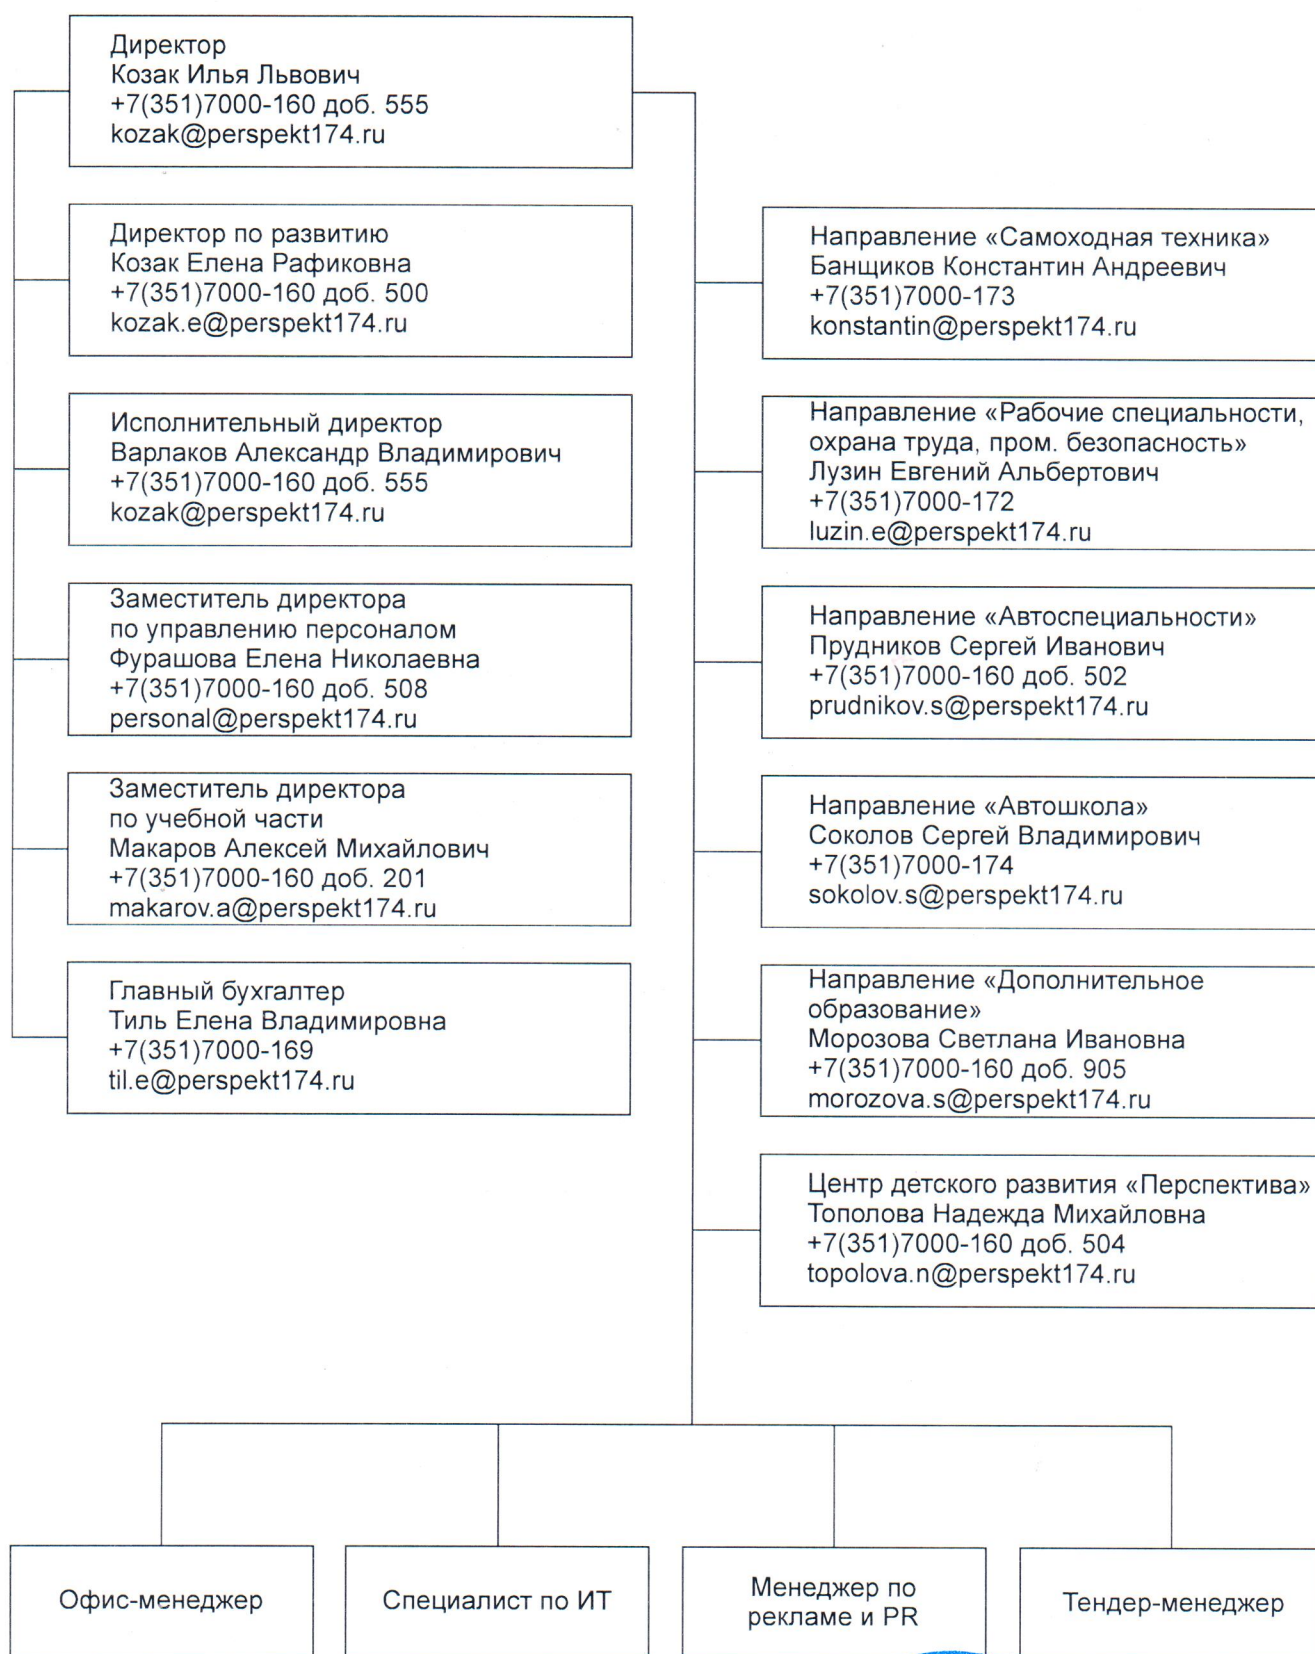 Директор
Козак Илья Львович
+7(351)7000-160 доб. 555
kozak@perspekt174.ru
Директор по развитию
Козак Елена Рафиковна
+7(351)7000-160 доб. 500
kozak.e@perspekt174.ru
Исполнительный директор
Варлаков Александр Владимирович
+7(351)7000-160 доб. 555
kozak@perspekt174.ru
Заместитель директора
по управлению персоналом
Фурашова Елена Николаевна
+7(351)7000-160 доб. 508
personal@perspekt174.ru
Заместитель директора
по учебной части
Макаров Алексей Михайлович
+7(351)7000-160 доб. 201
makarov.a@perspekt174.ru
Главный бухгалтер
Тиль Елена Владимировна
+7(351)7000-169
til.e@perspekt174.ru
Направление «Самоходная техника»
Банщиков Константин Андреевич
+7(351)7000-173
konstantin@perspekt174.ru
Направление «Рабочие специальности,
охрана труда, пром. безопасность»
Лузин Евгений Альбертович
+7(351)7000-172
luzin.e@perspekt174.ru
Направление «Автоспециальности»
Прудников Сергей Иванович
+7(351)7000-160 доб. 502
prudnikov.s@perspekt174.ru
Направление «Автошкола»
Соколов Сергей Владимирович
+7(351)7000-174
sokolov.s@perspekt174.ru
Направление «Дополнительное
образование»
Морозова Светлана Ивановна
+7(351)7000-160 доб. 905
morozova.s@perspekt174.ru
Центр детского развития «Перспектива»
Тополова Надежда Михайловна
+7(351)7000-160 доб. 504
topolova.n@perspekt174.ru
Офис-менеджер
Специалист по ИТ
Менеджер по
рекламе и PR
Тендер-менеджер